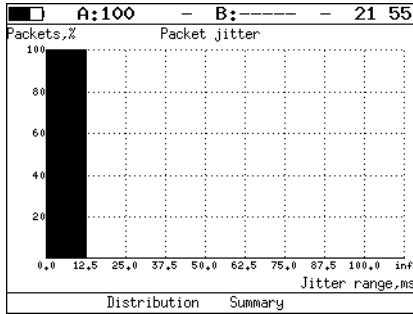 A:100 – B:----- – 21 55
Packets,% Packet jitter
100
80
60
40
20
0,0 12,5 25,0 37,5 50,0 62,5 75,0 87,5 100,0 inf
Jitter range,ms
Distribution Summary